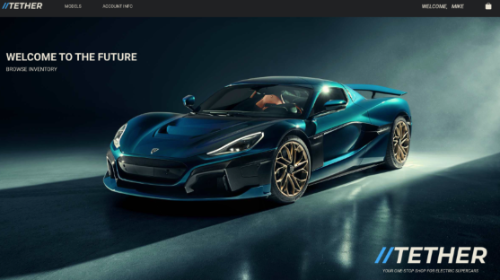 //TETHER
MODELS
ACCOUNT INFO
WELCOME, MIKE
WELCOME TO THE FUTURE
BROWSE INVENTORY
//TETHER
YOUR ONE STOP SHOP FOR ELECTRIC SUPERCARS